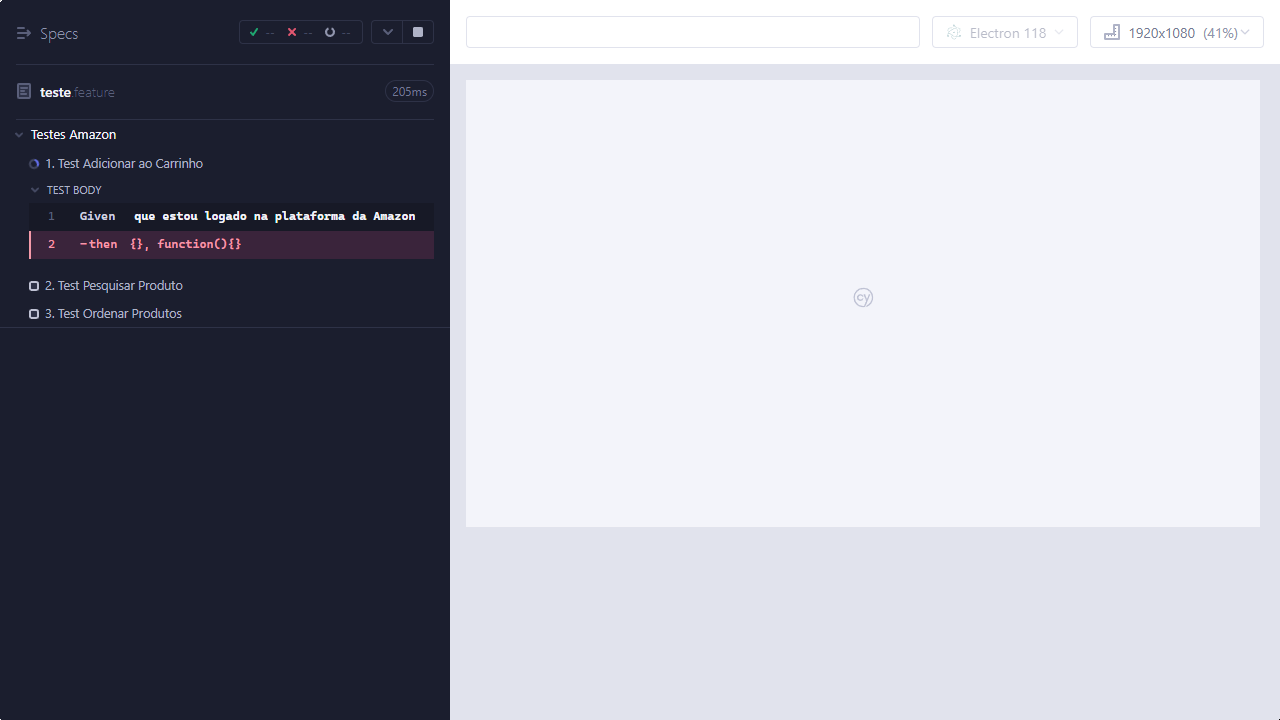 Specs
-- -- --
teste.feature 205ms
Testes Amazon
1. Test Adicionar ao Carrinho
TEST BODY
1 Given que estou logado na plataforma da Amazon
2 -then {}, function(){}
2. Test Pesquisar Produto
3. Test Ordenar Produtos
Electron 118
1920x1080 (41%)
cy